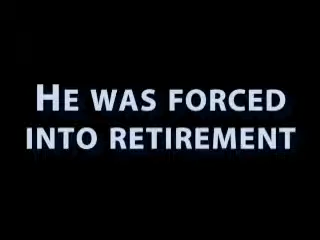 HE WAS FORCED
INTO RETIREMENT